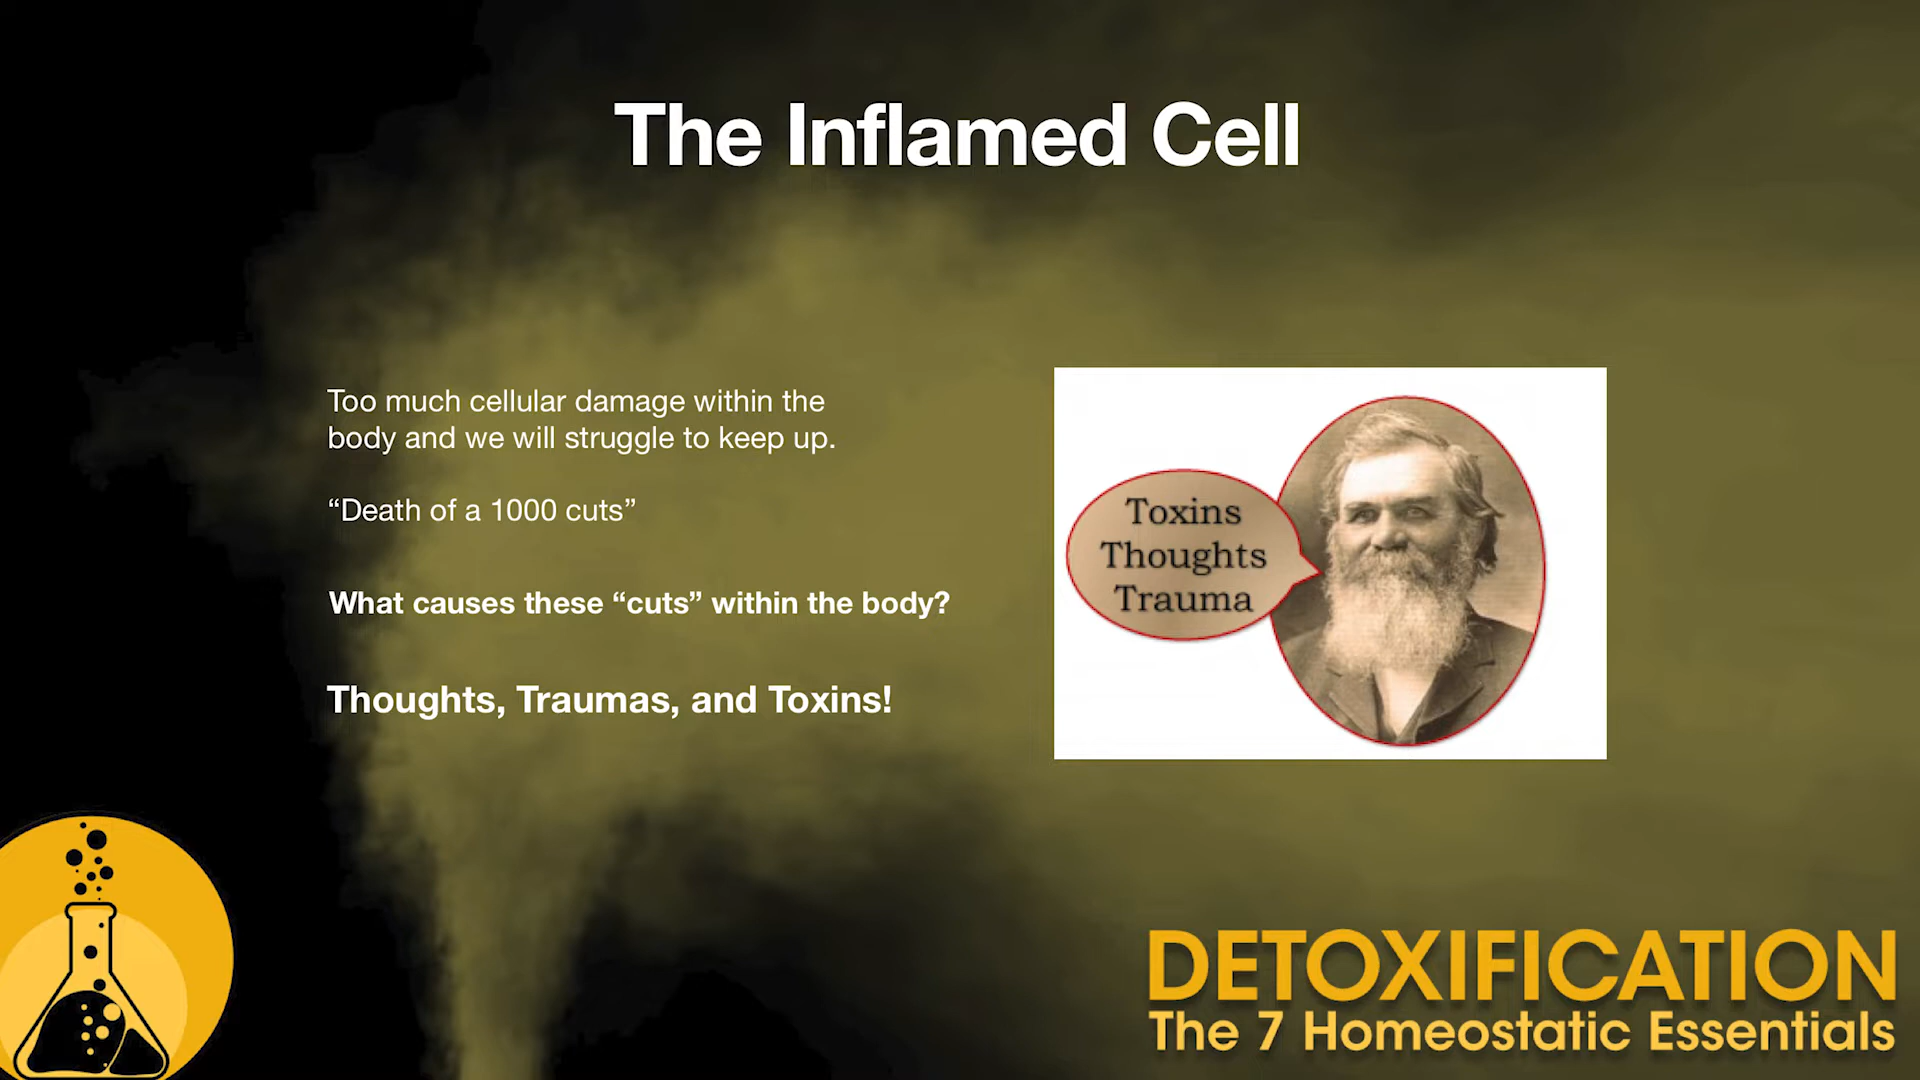 The Inflamed Cell
Too much cellular damage within the
body and we will struggle to keep up.
“Death of a 1000 cuts”
What causes these “cuts” within the body?
Thoughts, Traumas, and Toxins!
Toxins
Thoughts
Trauma
DETOXIFICATION
The 7 Homeostatic Essentials